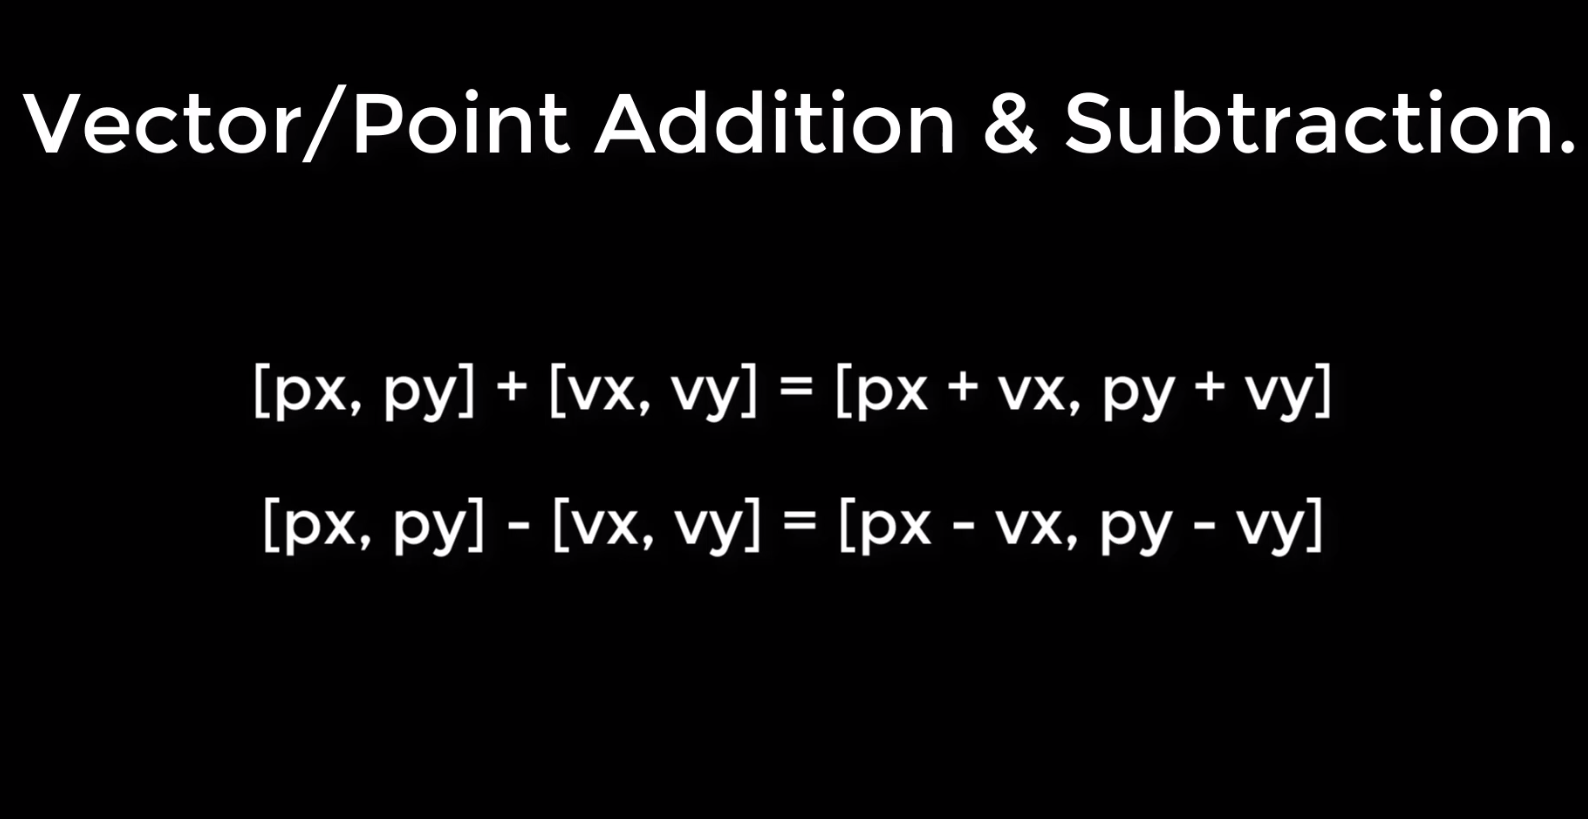 Vector/Point Addition & Subtraction.
[px, py] + [vx, vy] = [px + vx, py + vy]
[px, py] - [vx, vy] = [px - vx, py - vy]